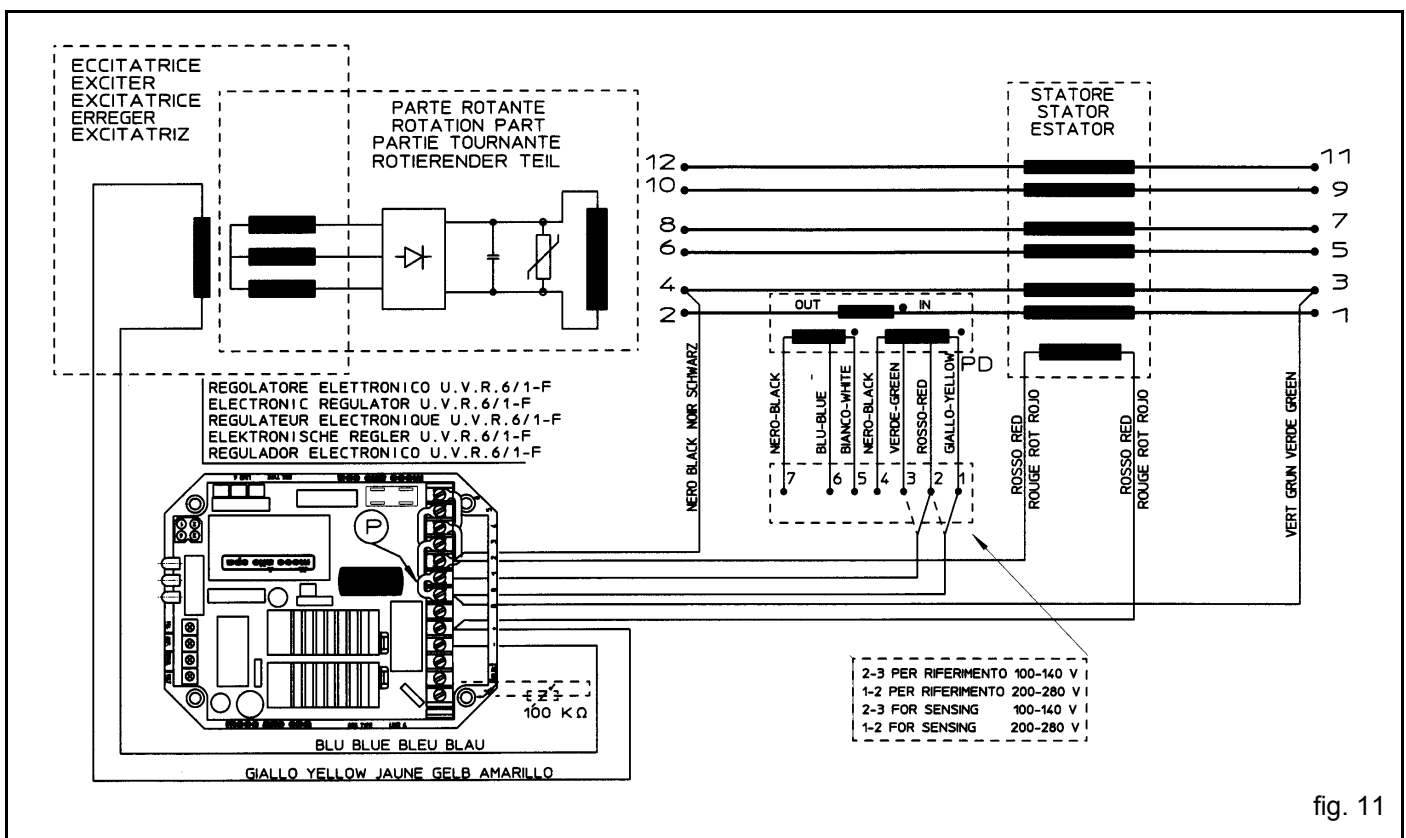 ECCITATRICE
EXCITER
EXCITATRICE
ERREGER
EXCITATRIZ
PARTE ROTANTE
ROTATION PART
PARTIE TOURNANTE
ROTIERENDER TEIL
STATORE
STATOR
ESTATOR
12
11
10
9
8
7
6
5
4
3
2
1
OUT
IN
PD
NERO BLACK NOIR SCHWARZ
NERO-BLACK
BLU-BLUE
BIANCO-WHITE
NERO-BLACK
VERDE-GREEN
ROSSO-RED
GIALLO-YELLOW
7
6
5
4
3
2
1
ROSSO RED
ROUGE ROT ROJO
ROSSO RED
ROUGE ROT ROJO
VERT GRUN VERDE GREEN
REGOLATORE ELETTRONICO U.V.R.6/1-F
ELECTRONIC REGULATOR U.V.R.6/1-F
REGULATEUR ELECTRONIQUE U.V.R.6/1-F
ELEKTRONISCHE REGLER U.V.R.6/1-F
REGULADOR ELECTRONICO U.V.R.6/1-F
P
mecc alte spa
100 KΩ
2-3 PER RIFERIMENTO 100-140 V
1-2 PER RIFERIMENTO 200-280 V
2-3 FOR SENSING 100-140 V
1-2 FOR SENSING 200-280 V
BLU BLUE BLEU BLAU
GIALLO YELLOW JAUNE GELB AMARILLO
fig. 11